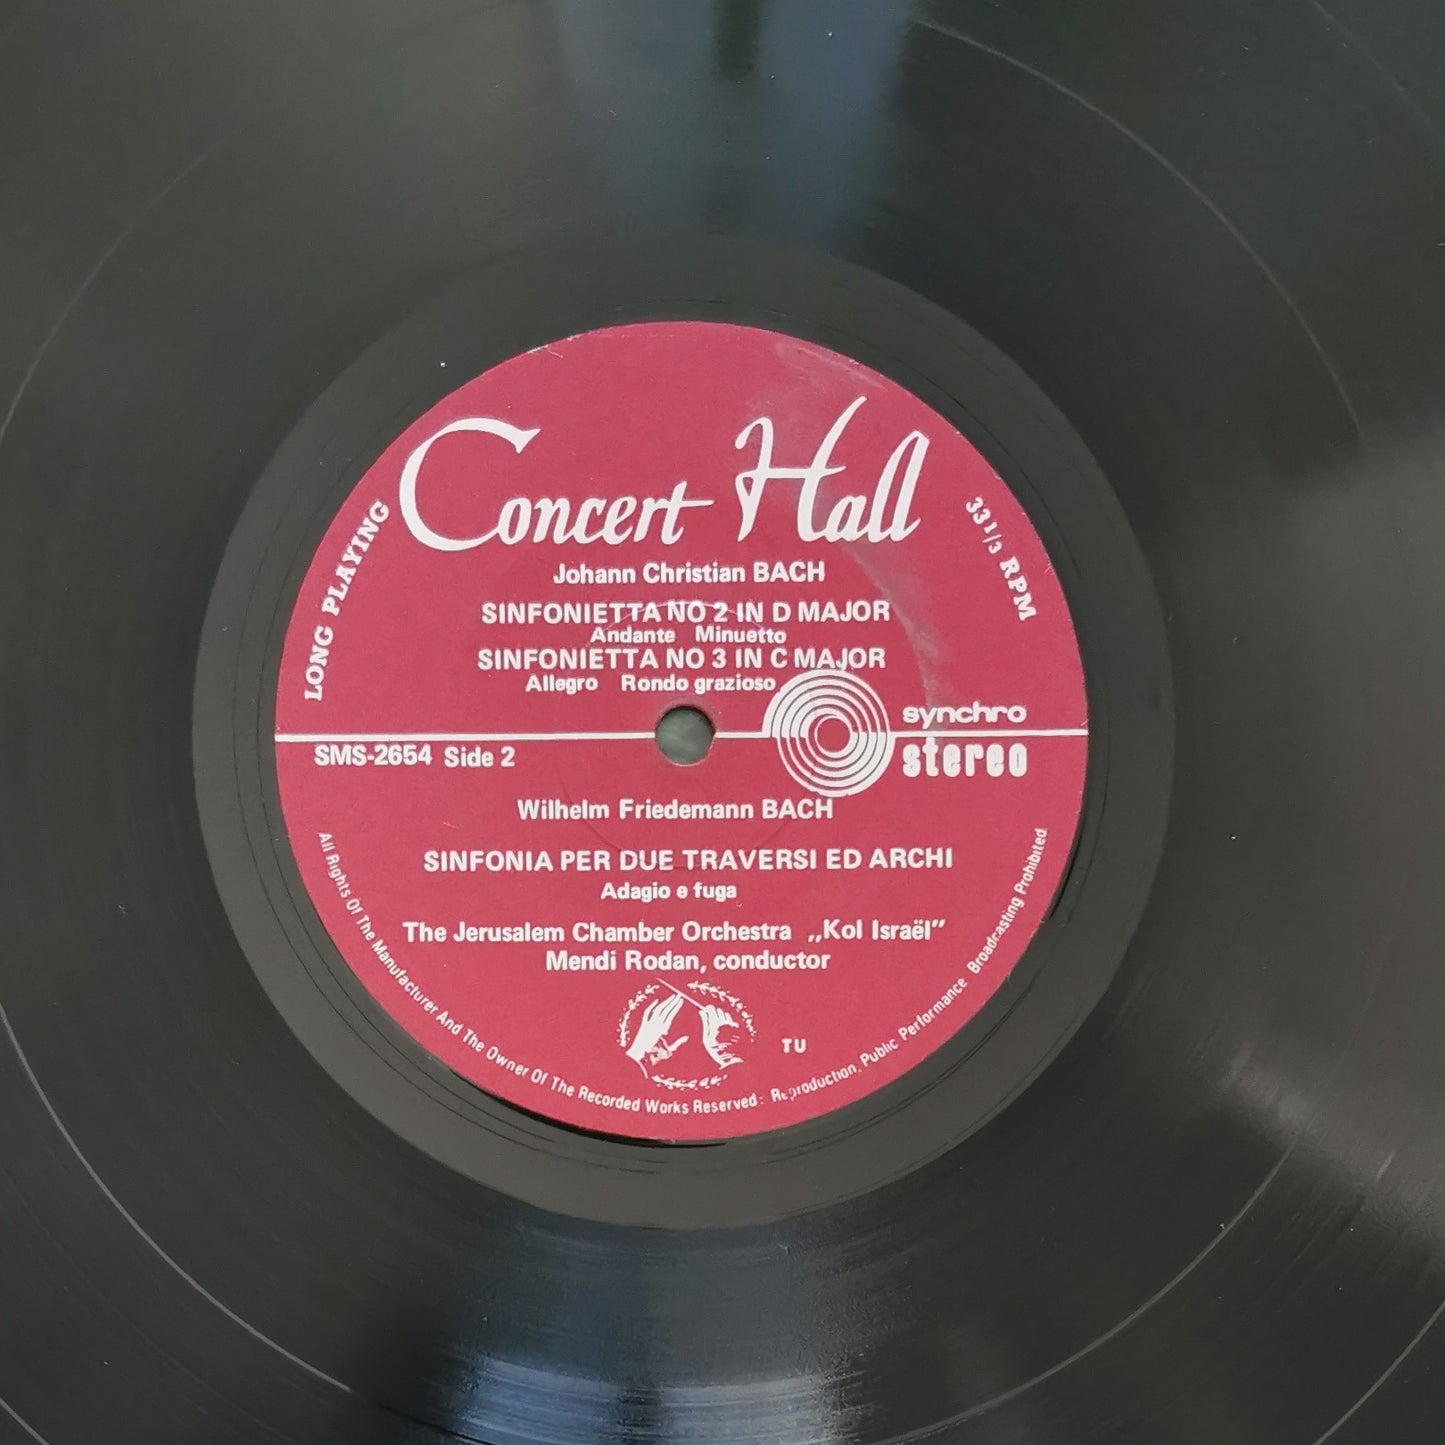 Concert Hall
LONG PLAYING
33 1/3 RPM
Johann Christian BACH
SINFONIETTA NO 2 IN D MAJOR
Andante Minuetto
SINFONIETTA NO 3 IN C MAJOR
Allegro Rondo grazioso
synchro
stereo
SMS-2654 Side 2
Wilhelm Friedemann BACH
SINFONIA PER DUE TRAVERSI ED ARCHI
Adagio e fuga
The Jerusalem Chamber Orchestra „Kol Israël”
Mendi Rodan, conductor
TU
All Rights Of The Manufacturer And The Owner Of The Recorded Works Reserved: Reproduction, Public Performance Broadcasting Prohibited